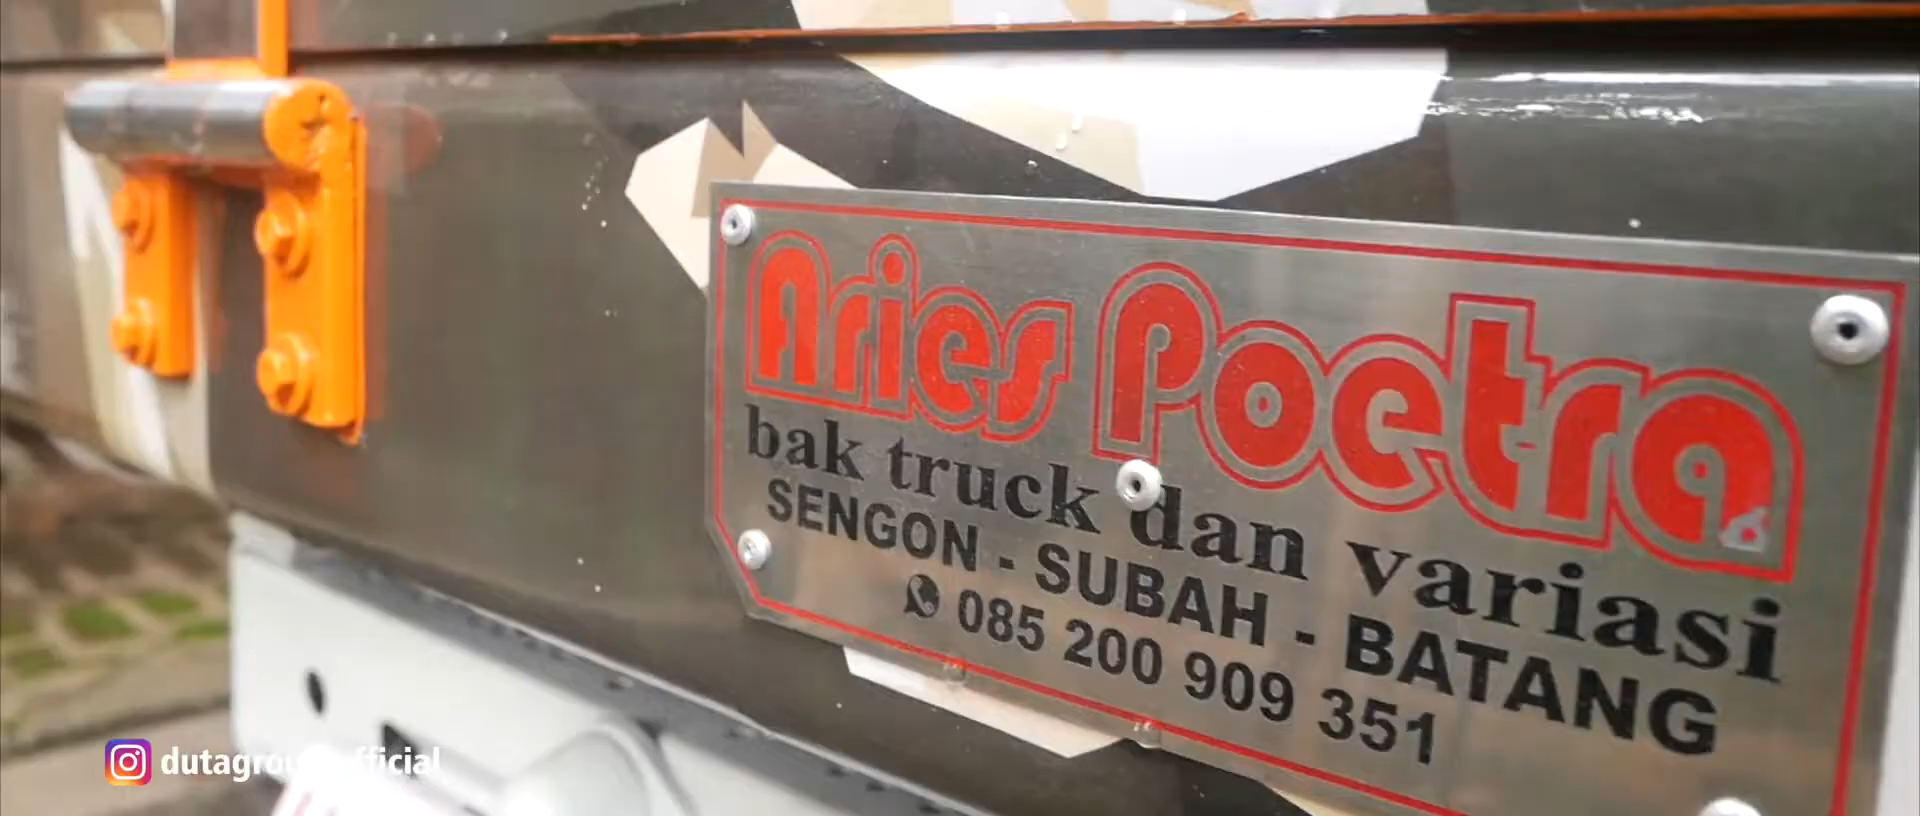 Aries Poetra
bak truck dan variasi
SENGON - SUBAH - BATANG
085 200 909 351